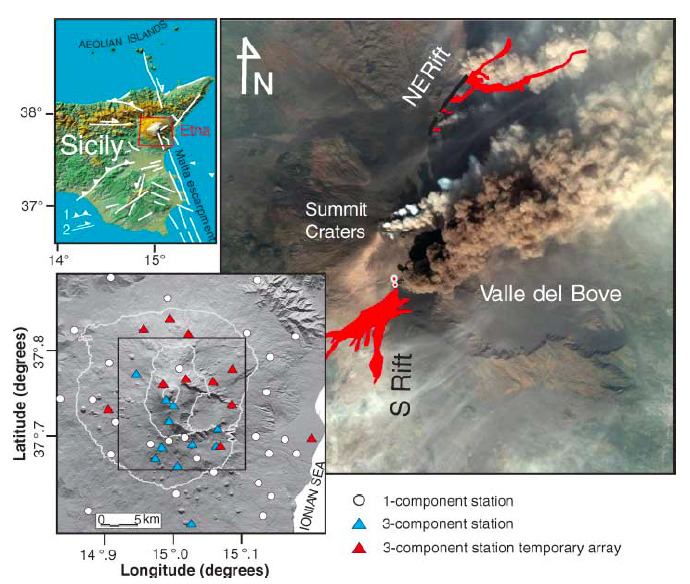 AEOLIAN ISLANDS
38°
Etna
Sicily
Malta escarpment
37°
1
2
14°
15°
N
NE Rift
Summit
Craters
Valle del Bove
S Rift
37°.8
37°.7
Latitude (degrees)
IONIAN SEA
0 5 km
14°.9
15°.0
15°.1
Longitude (degrees)
1-component station
3-component station
3-component station temporary array